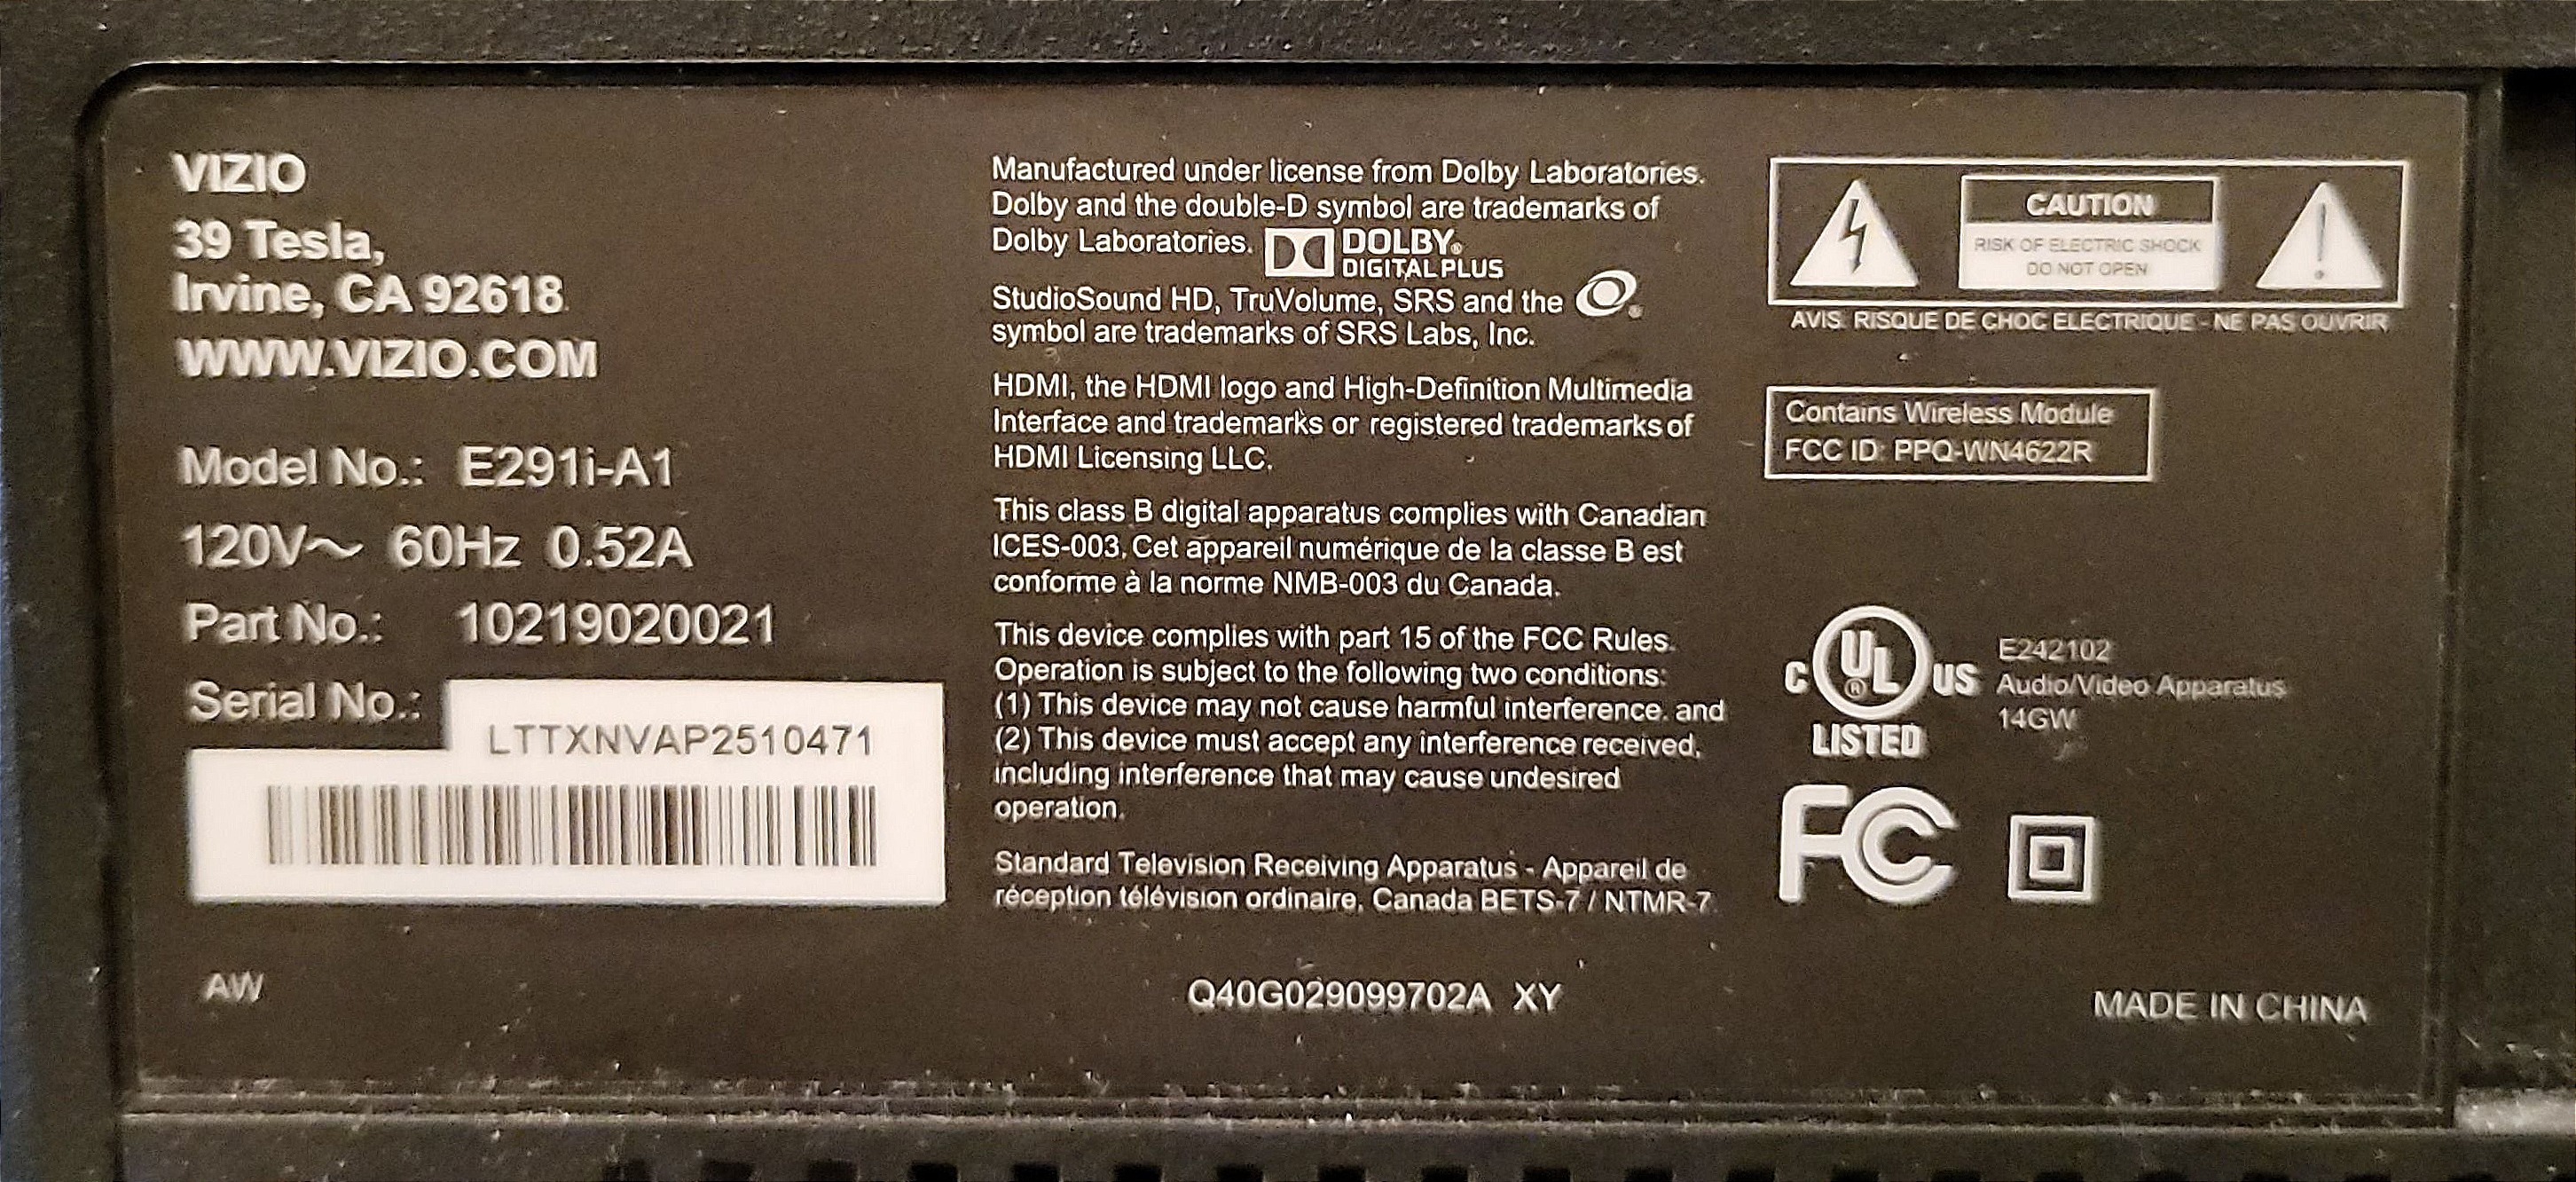 VIZIO
39 Tesla,
Irvine, CA 92618
WWW.VIZIO.COM
Model No.: E291i-A1
120V~ 60Hz 0.52A
Part No.: 10219020021
Serial No.:
LTTXNVAP2510471
AW
Manufactured under license from Dolby Laboratories.
Dolby and the double-D symbol are trademarks of
Dolby Laboratories. DOLBY®
DIGITAL PLUS
StudioSound HD, TruVolume, SRS and the ®
symbol are trademarks of SRS Labs, Inc.
HDMI, the HDMI logo and High-Definition Multimedia
Interface and trademarks or registered trademarks of
HDMI Licensing LLC.
This class B digital apparatus complies with Canadian
ICES-003. Cet appareil numérique de la classe B est
conforme à la norme NMB-003 du Canada.
This device complies with part 15 of the FCC Rules.
Operation is subject to the following two conditions:
(1) This device may not cause harmful interference. and
(2) This device must accept any interference received,
including interference that may cause undesired
operation.
Standard Television Receiving Apparatus - Appareil de
réception télévision ordinaire, Canada BETS-7 / NTMR-7
Q40G029099702A XY
CAUTION
RISK OF ELECTRIC SHOCK
DO NOT OPEN
AVIS: RISQUE DE CHOC ELECTRIQUE - NE PAS OUVRIR
Contains Wireless Module
FCC ID: PPQ-WN4622R
C UL® US
LISTED
E242102
Audio/Video Apparatus
14GW
FC
MADE IN CHINA